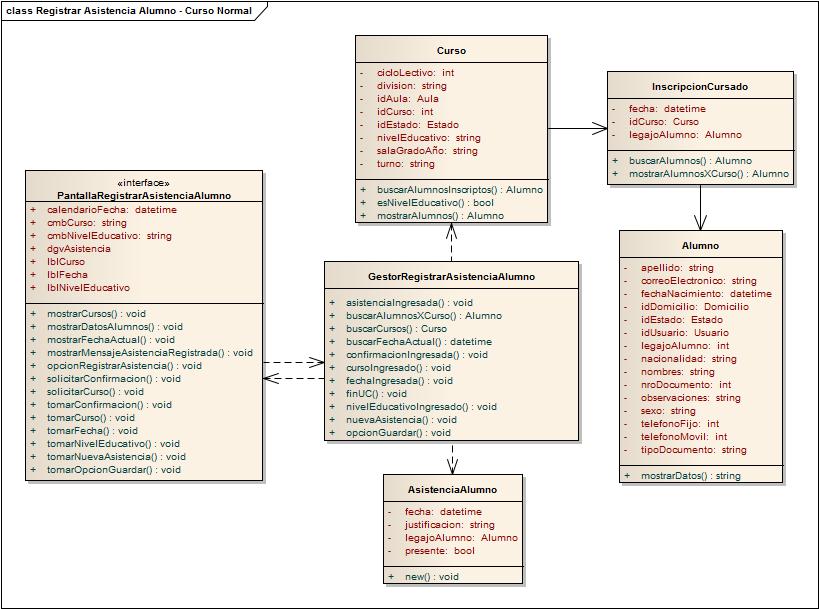 class Registrar Asistencia Alumno - Curso Normal
Curso
- cicloLectivo: int
- division: string
- idAula: Aula
- idCurso: int
- idEstado: Estado
- nivelEducativo: string
- salaGradoAño: string
- turno: string
+ buscarAlumnosInscriptos() : Alumno
+ esNivelEducativo() : bool
+ mostrarAlumnos() : Alumno
InscripcionCursado
- fecha: datetime
- idCurso: Curso
- legajoAlumno: Alumno
+ buscarAlumnos() : Alumno
+ mostrarAlumnosXCurso() : Alumno
«interface»
PantallaRegistrarAsistenciaAlumno
+ calendarioFecha: datetime
+ cmbCurso: string
+ cmbNivelEducativo: string
+ dgvAsistencia
+ lblCurso
+ lblFecha
+ lblNivelEducativo
+ mostrarCursos() : void
+ mostrarDatosAlumnos() : void
+ mostrarFechaActual() : void
+ mostrarMensajeAsistenciaRegistrada() : void
+ opcionRegistrarAsistencia() : void
+ solicitarConfirmacion() : void
+ solicitarCurso() : void
+ tomarConfirmacion() : void
+ tomarCurso() : void
+ tomarFecha() : void
+ tomarNivelEducativo() : void
+ tomarNuevaAsistencia() : void
+ tomarOpcionGuardar() : void
GestorRegistrarAsistenciaAlumno
+ asistenciaIngresada() : void
+ buscarAlumnosXCurso() : Alumno
+ buscarCursos() : Curso
+ buscarFechaActual() : datetime
+ confirmacionIngresada() : void
+ cursoIngresado() : void
+ fechaIngresada() : void
+ finUC() : void
+ nivelEducativoIngresado() : void
+ nuevaAsistencia() : void
+ opcionGuardar() : void
Alumno
- apellido: string
- correoElectronico: string
- fechaNacimiento: datetime
- idDomicilio: Domicilio
- idEstado: Estado
- idUsuario: Usuario
- legajoAlumno: int
- nacionalidad: string
- nombres: string
- nroDocumento: int
- observaciones: string
- sexo: string
- telefonoFijo: int
- telefonoMovil: int
- tipoDocumento: string
+ mostrarDatos() : string
AsistenciaAlumno
- fecha: datetime
- justificacion: string
- legajoAlumno: Alumno
- presente: bool
+ new() : void